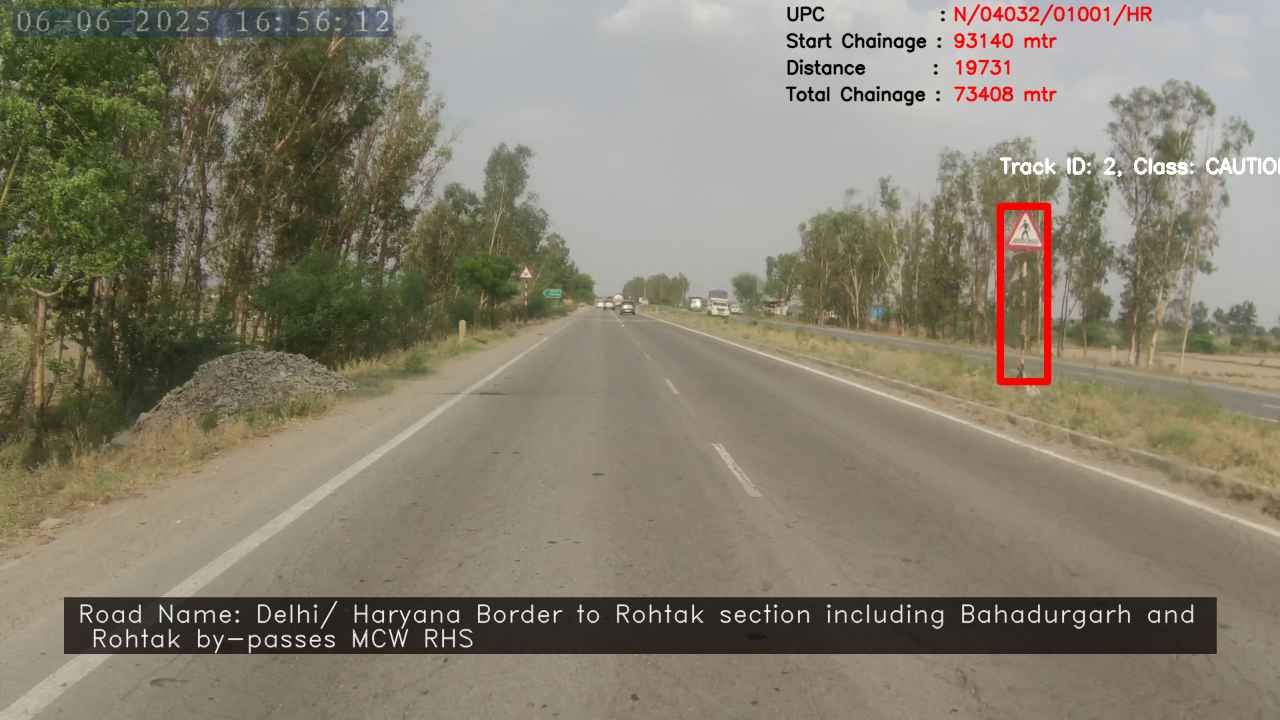 06-06-2025 16:56:12
UPC : N/04032/01001/HR
Start Chainage : 93140 mtr
Distance : 19731
Total Chainage : 73408 mtr
Track ID: 2, Class: CAUTIO
Road Name: Delhi/ Haryana Border to Rohtak section including Bahadurgarh and
Rohtak by-passes MCW RHS